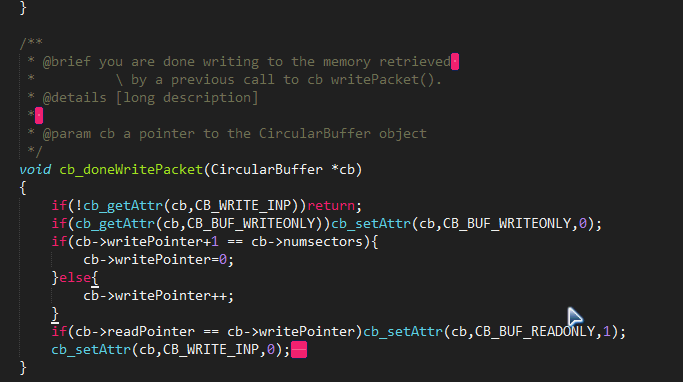 }
/**
* @brief you are done writing to the memory retrieved
* \ by a previous call to cb writePacket().
* @details [long description]
*
* @param cb a pointer to the CircularBuffer object
*/
void cb_doneWritePacket(CircularBuffer *cb)
{
if(!cb_getAttr(cb,CB_WRITE_INP))return;
if(cb_getAttr(cb,CB_BUF_WRITEONLY))cb_setAttr(cb,CB_BUF_WRITEONLY,0);
if(cb->writePointer+1 == cb->numsectors){
cb->writePointer=0;
}else{
cb->writePointer++;
}
if(cb->readPointer == cb->writePointer)cb_setAttr(cb,CB_BUF_READONLY,1);
cb_setAttr(cb,CB_WRITE_INP,0);
}